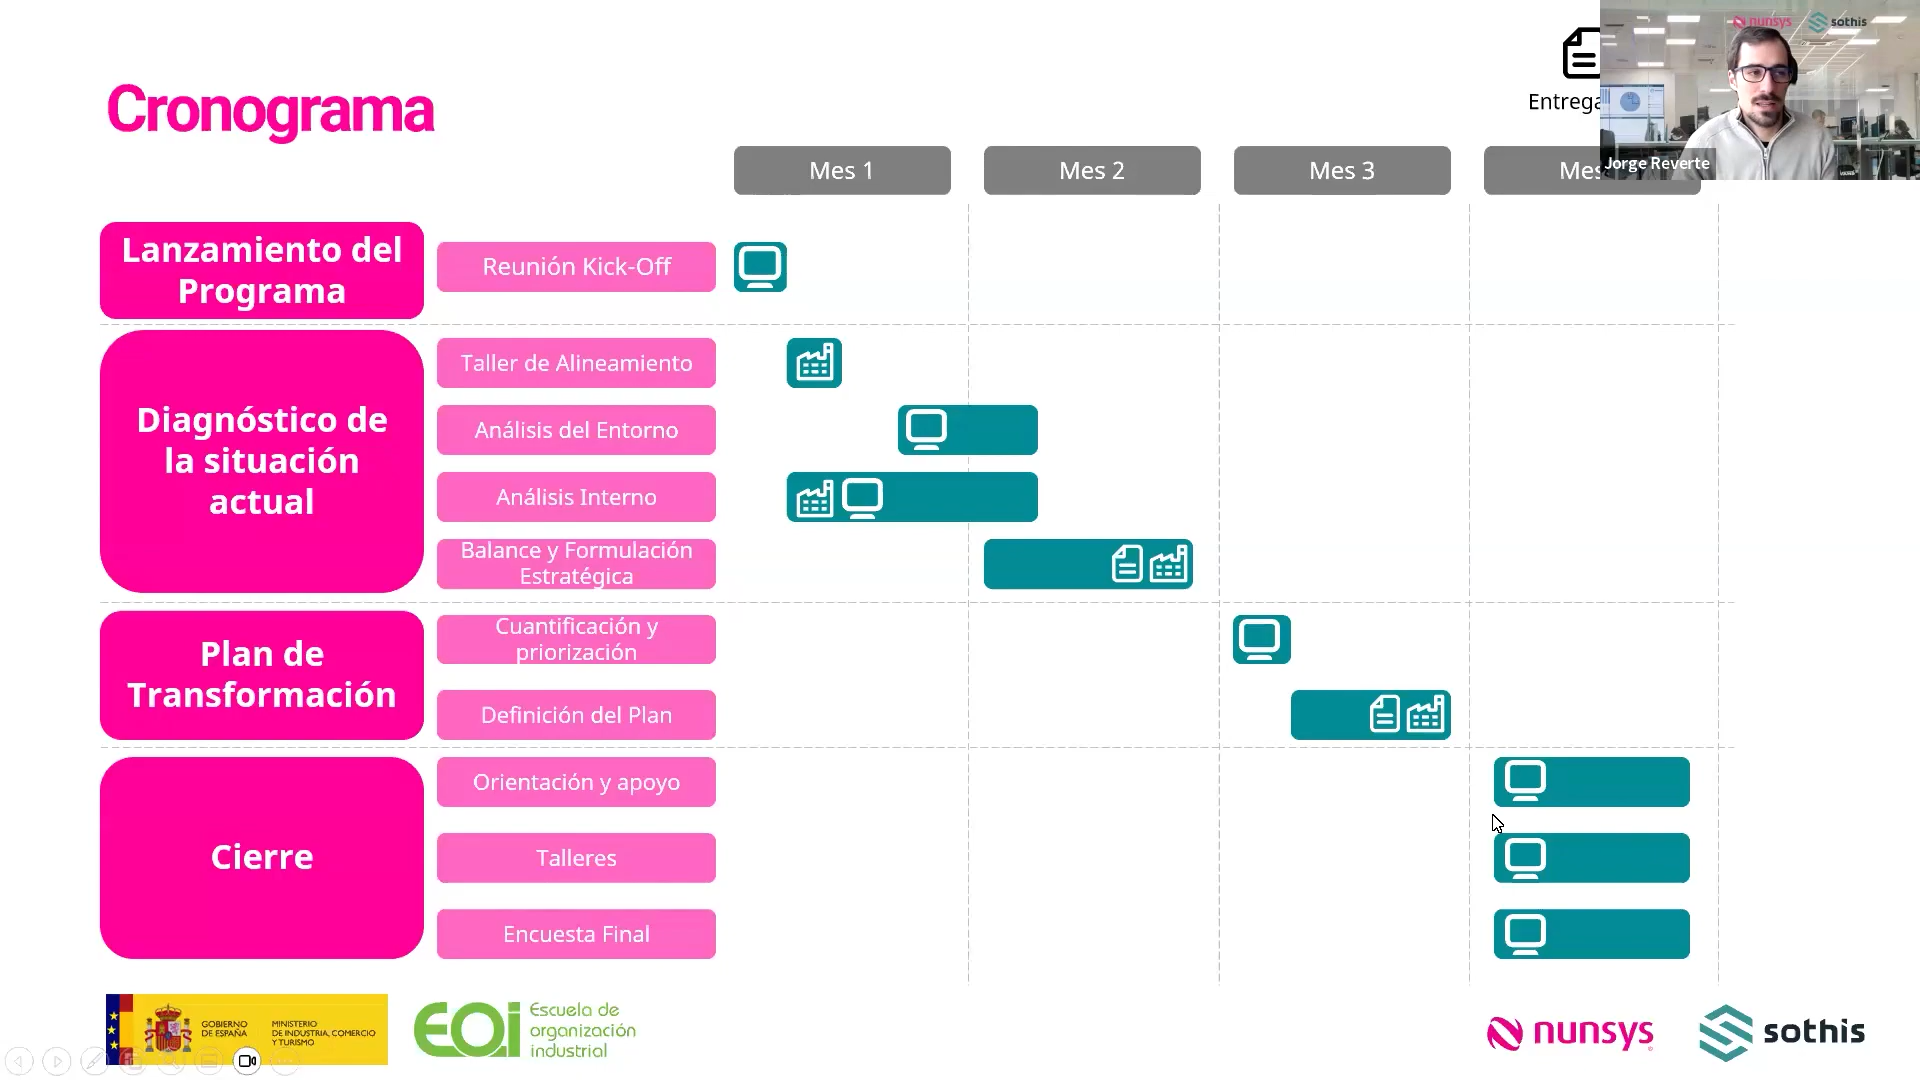 nunsys sothis
Cronograma
Jorge Reverte
Mes 1
Mes 2
Mes 3
Lanzamiento del
Programa
Reunión Kick-Off
Diagnóstico de
la situación
actual
Taller de Alineamiento
Análisis del Entorno
Análisis Interno
Balance y Formulación
Estratégica
Plan de
Transformación
Cuantificación y
priorización
Definición del Plan
Cierre
Orientación y apoyo
Talleres
Encuesta Final
GOBIERNO
DE ESPAÑA
MINISTERIO
DE INDUSTRIA, COMERCIO
Y TURISMO
EOi
Escuela de
organización
industrial
nunsys
sothis